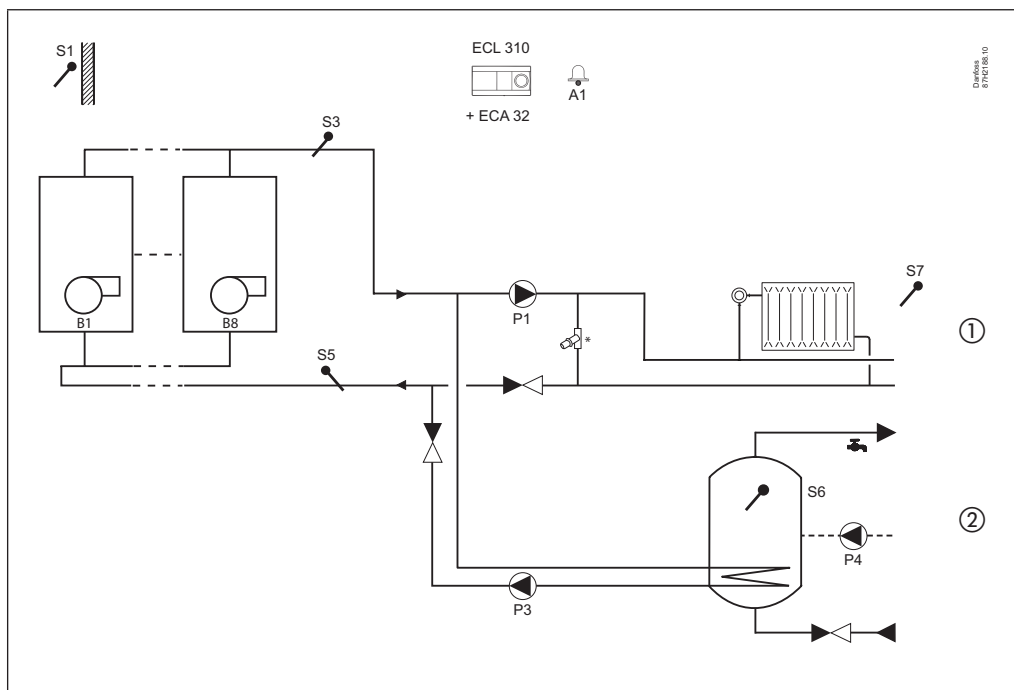 S1
ECL 310
A1
+ ECA 32
Danfoss
87H2188.10
S3
B1
B8
P1
*
S7
①
S5
S6
②
P4
P3